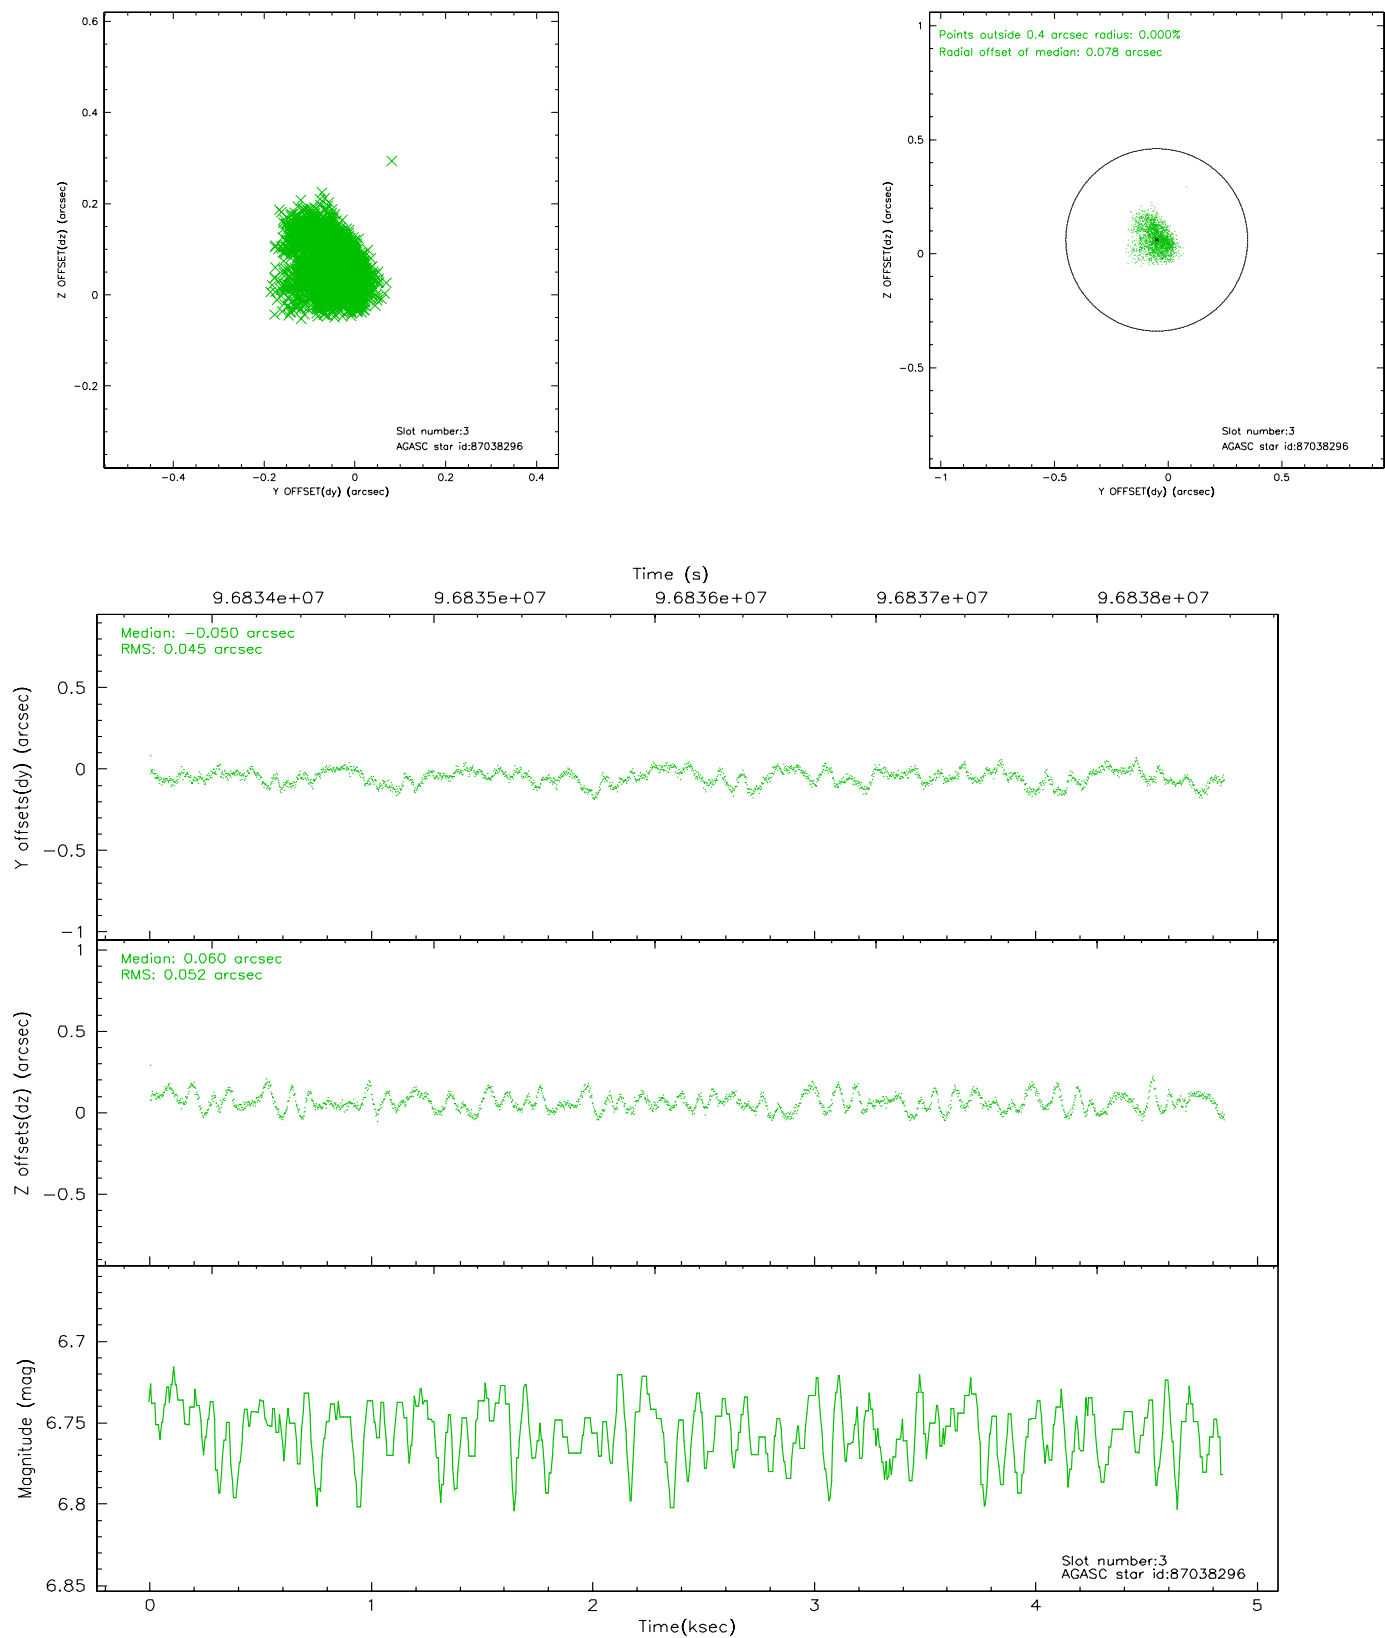 0.6
0.4
0.2
0
−0.2
Z OFFSET(dz) (arcsec)
−0.4
−0.2
0
0.2
0.4
Y OFFSET(dy) (arcsec)
Slot number:3
AGASC star id:87038296
Points outside 0.4 arcsec radius: 0.000%
Radial offset of median: 0.078 arcsec
1
0.5
0
−0.5
Z OFFSET(dz) (arcsec)
−1
−0.5
0
0.5
Y OFFSET(dy) (arcsec)
Slot number:3
AGASC star id:87038296
Time (s)
9.6834e+07
9.6835e+07
9.6836e+07
9.6837e+07
9.6838e+07
Median: −0.050 arcsec
RMS: 0.045 arcsec
0.5
0
−0.5
−1
Y offsets(dy) (arcsec)
Median: 0.060 arcsec
RMS: 0.052 arcsec
1
0.5
0
−0.5
Z offsets(dz) (arcsec)
6.7
6.75
6.8
6.85
Magnitude (mag)
Slot number:3
AGASC star id:87038296
0
1
2
3
4
5
Time(ksec)